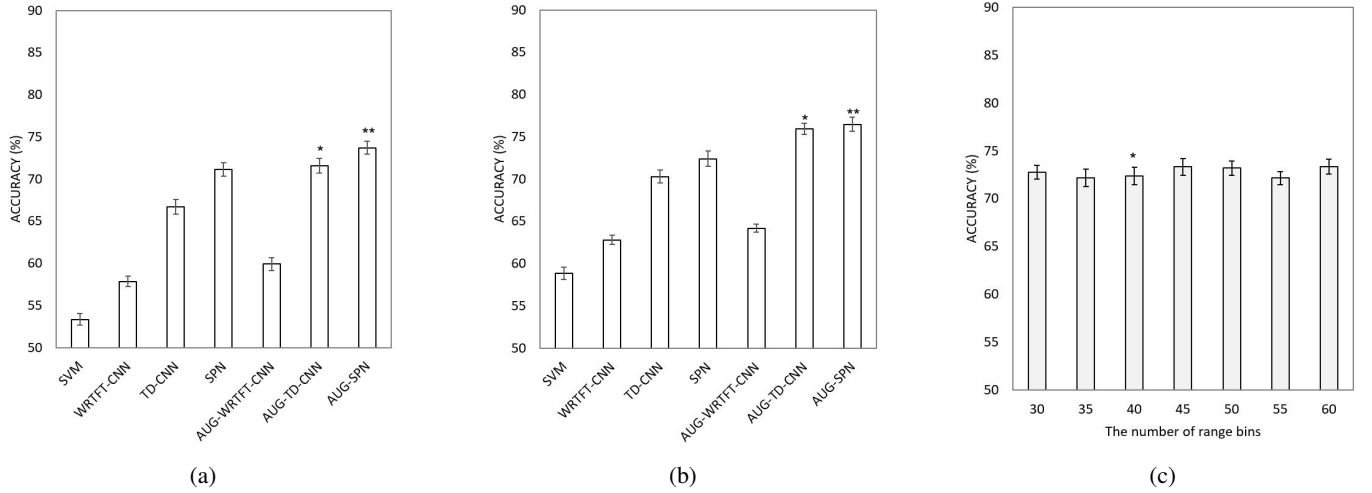 90
85
80
75
70
65
60
55
50
ACCURACY (%)
*
**
SVM
WRTFT-CNN
TD-CNN
SPN
AUG-WRTFT-CNN
AUG-TD-CNN
AUG-SPN
(a)
90
85
80
75
70
65
60
55
50
ACCURACY (%)
*
**
SVM
WRTFT-CNN
TD-CNN
SPN
AUG-WRTFT-CNN
AUG-TD-CNN
AUG-SPN
(b)
90
85
80
75
70
65
60
55
50
ACCURACY (%)
*
30 35 40 45 50 55 60
The number of range bins
(c)